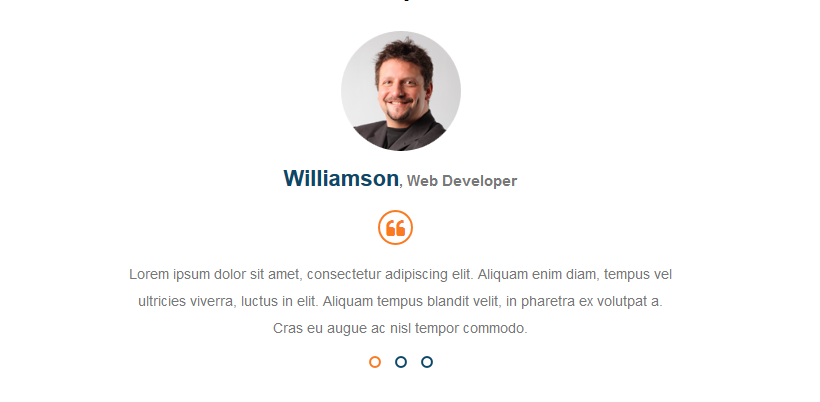 Williamson, Web Developer
Lorem ipsum dolor sit amet, consectetur adipiscing elit. Aliquam enim diam, tempus vel
ultricies viverra, luctus in elit. Aliquam tempus blandit velit, in pharetra ex volutpat a.
Cras eu augue ac nisl tempor commodo.